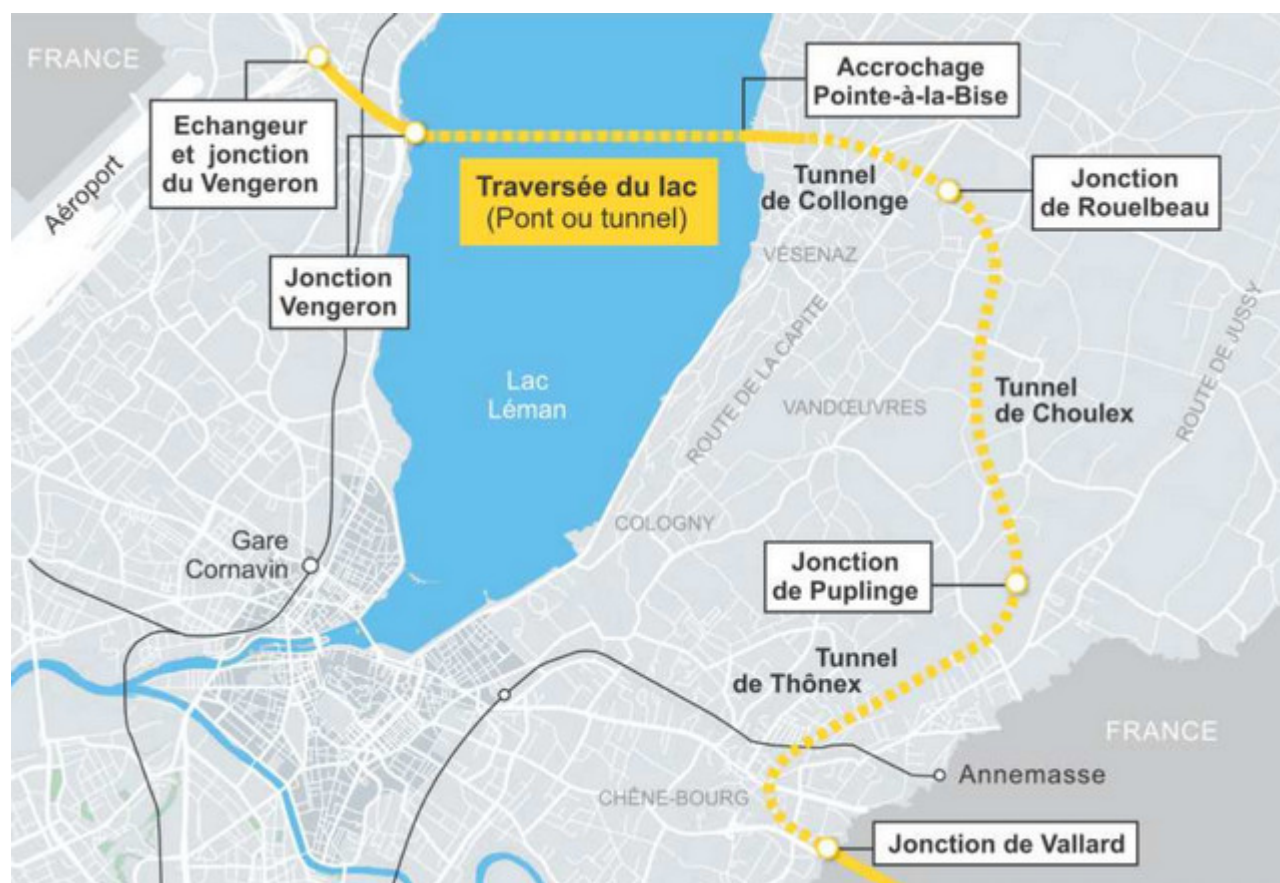 FRANCE
Echangeur
et jonction
du Vengeron
Aéroport
Jonction
Vengeron
Traversée du lac
(Pont ou tunnel)
Accrochage
Pointe-à-la-Bise
Tunnel
de Collonge
Jonction
de Rouelbeau
VÉSENAZ
ROUTE DE LA CAPITE
ROUTE DE JUSSY
Lac
Léman
VANDŒUVRES
Tunnel
de Choulex
COLOGNY
Gare
Cornavin
Jonction
de Puplinge
Tunnel
de Thônex
FRANCE
Annemasse
CHÊNE-BOURG
Jonction de Vallard